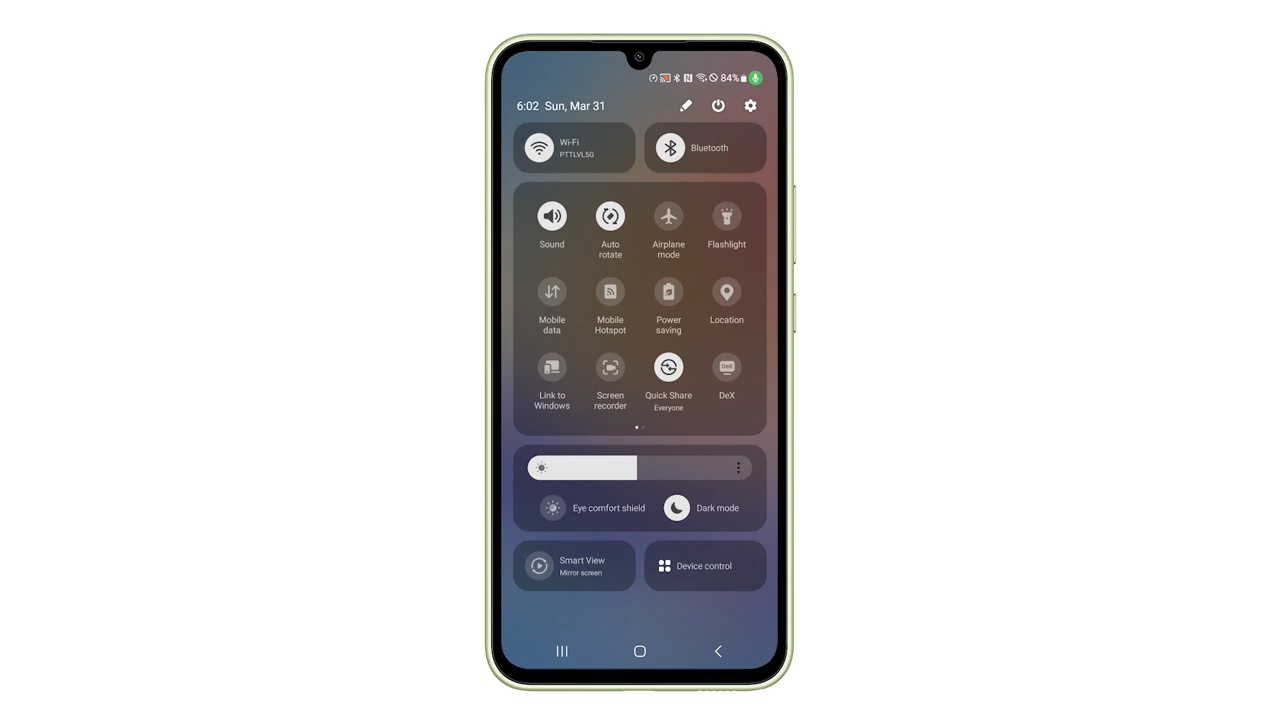 84%
6:02 Sun, Mar 31
Wi-Fi
PTTLVL5G
Bluetooth
Sound
Auto
rotate
Airplane
mode
Flashlight
Mobile
data
Mobile
Hotspot
Power
saving
Location
Link to
Windows
Screen
recorder
Quick Share
Everyone
DeX
DeX
Eye comfort shield
Dark mode
Smart View
Mirror screen
Device control